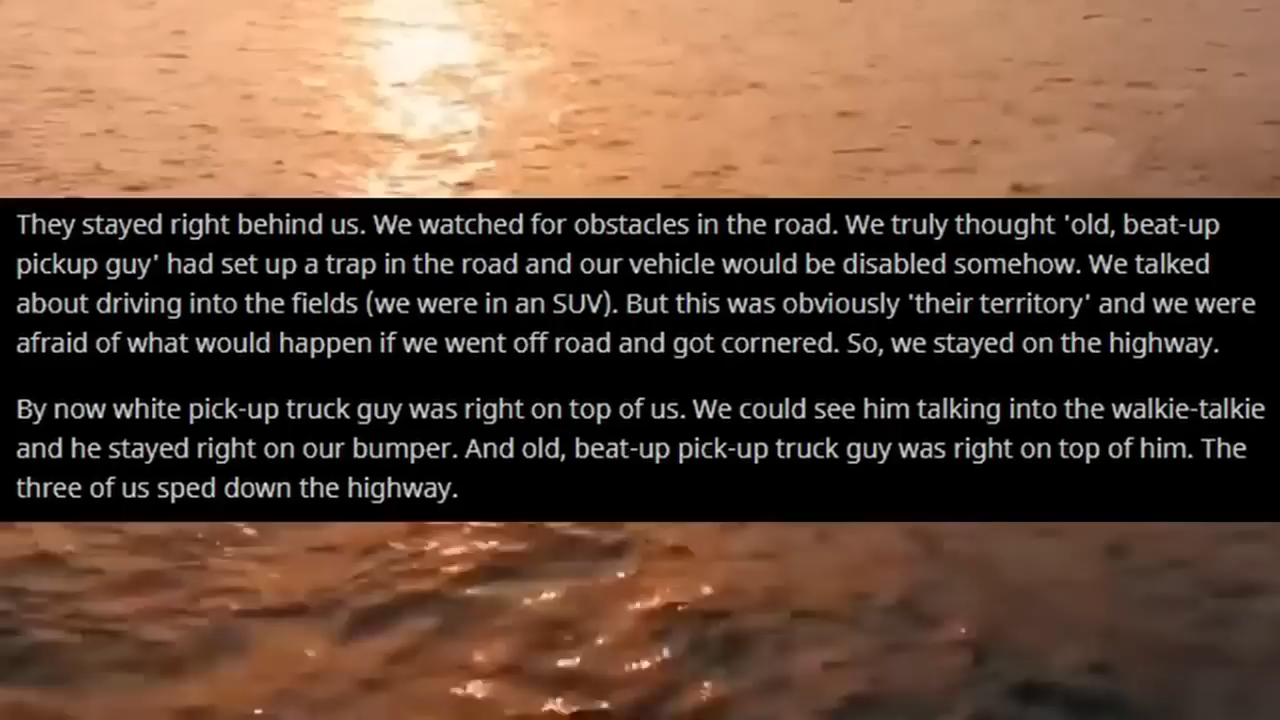 They stayed right behind us. We watched for obstacles in the road. We truly thought 'old, beat-up
pickup guy' had set up a trap in the road and our vehicle would be disabled somehow. We talked
about driving into the fields (we were in an SUV). But this was obviously 'their territory' and we were
afraid of what would happen if we went off road and got cornered. So, we stayed on the highway.
By now white pick-up truck guy was right on top of us. We could see him talking into the walkie-talkie
and he stayed right on our bumper. And old, beat-up pick-up truck guy was right on top of him. The
three of us sped down the highway.